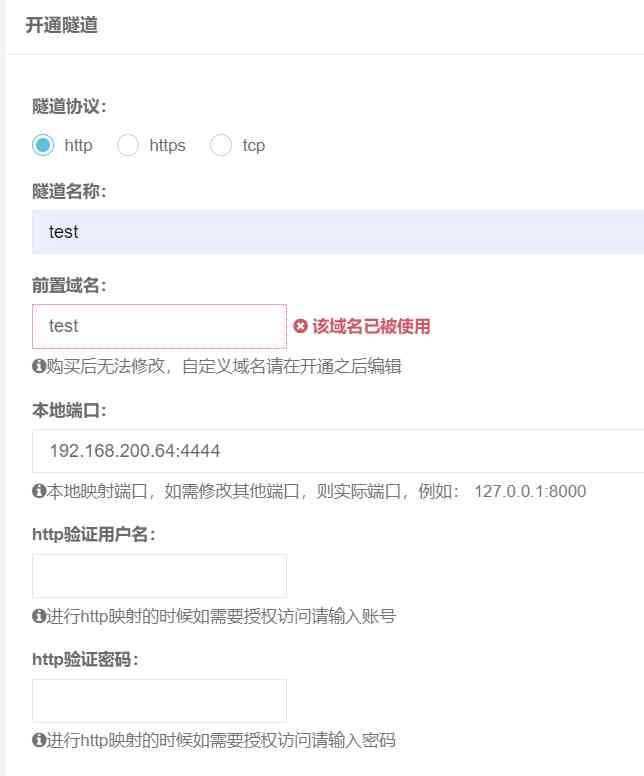 开通隧道
隧道协议：
http https tcp
隧道名称：
test
前置域名：
test 该域名已被使用
购买后无法修改，自定义域名请在开通之后编辑
本地端口：
192.168.200.64:4444
本地映射端口，如需修改其他端口，则实际端口，例如： 127.0.0.1:8000
http验证用户名：
进行http映射的时候如需要授权访问请输入账号
http验证密码：
进行http映射的时候如需要授权访问请输入密码